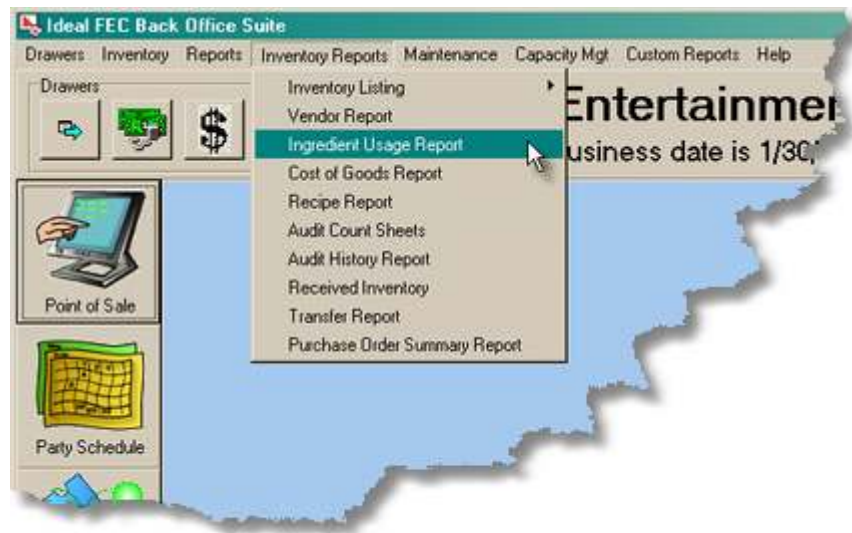 Ideal FEC Back Office Suite
Drawers Inventory Reports Inventory Reports Maintenance Capacity Mgt Custom Reports Help
Drawers
Inventory Listing
Vendor Report
Ingredient Usage Report
Cost of Goods Report
Recipe Report
Audit Count Sheets
Audit History Report
Received Inventory
Transfer Report
Purchase Order Summary Report
Entertainmen
usiness date is 1/30/
Point of Sale
Party Schedule